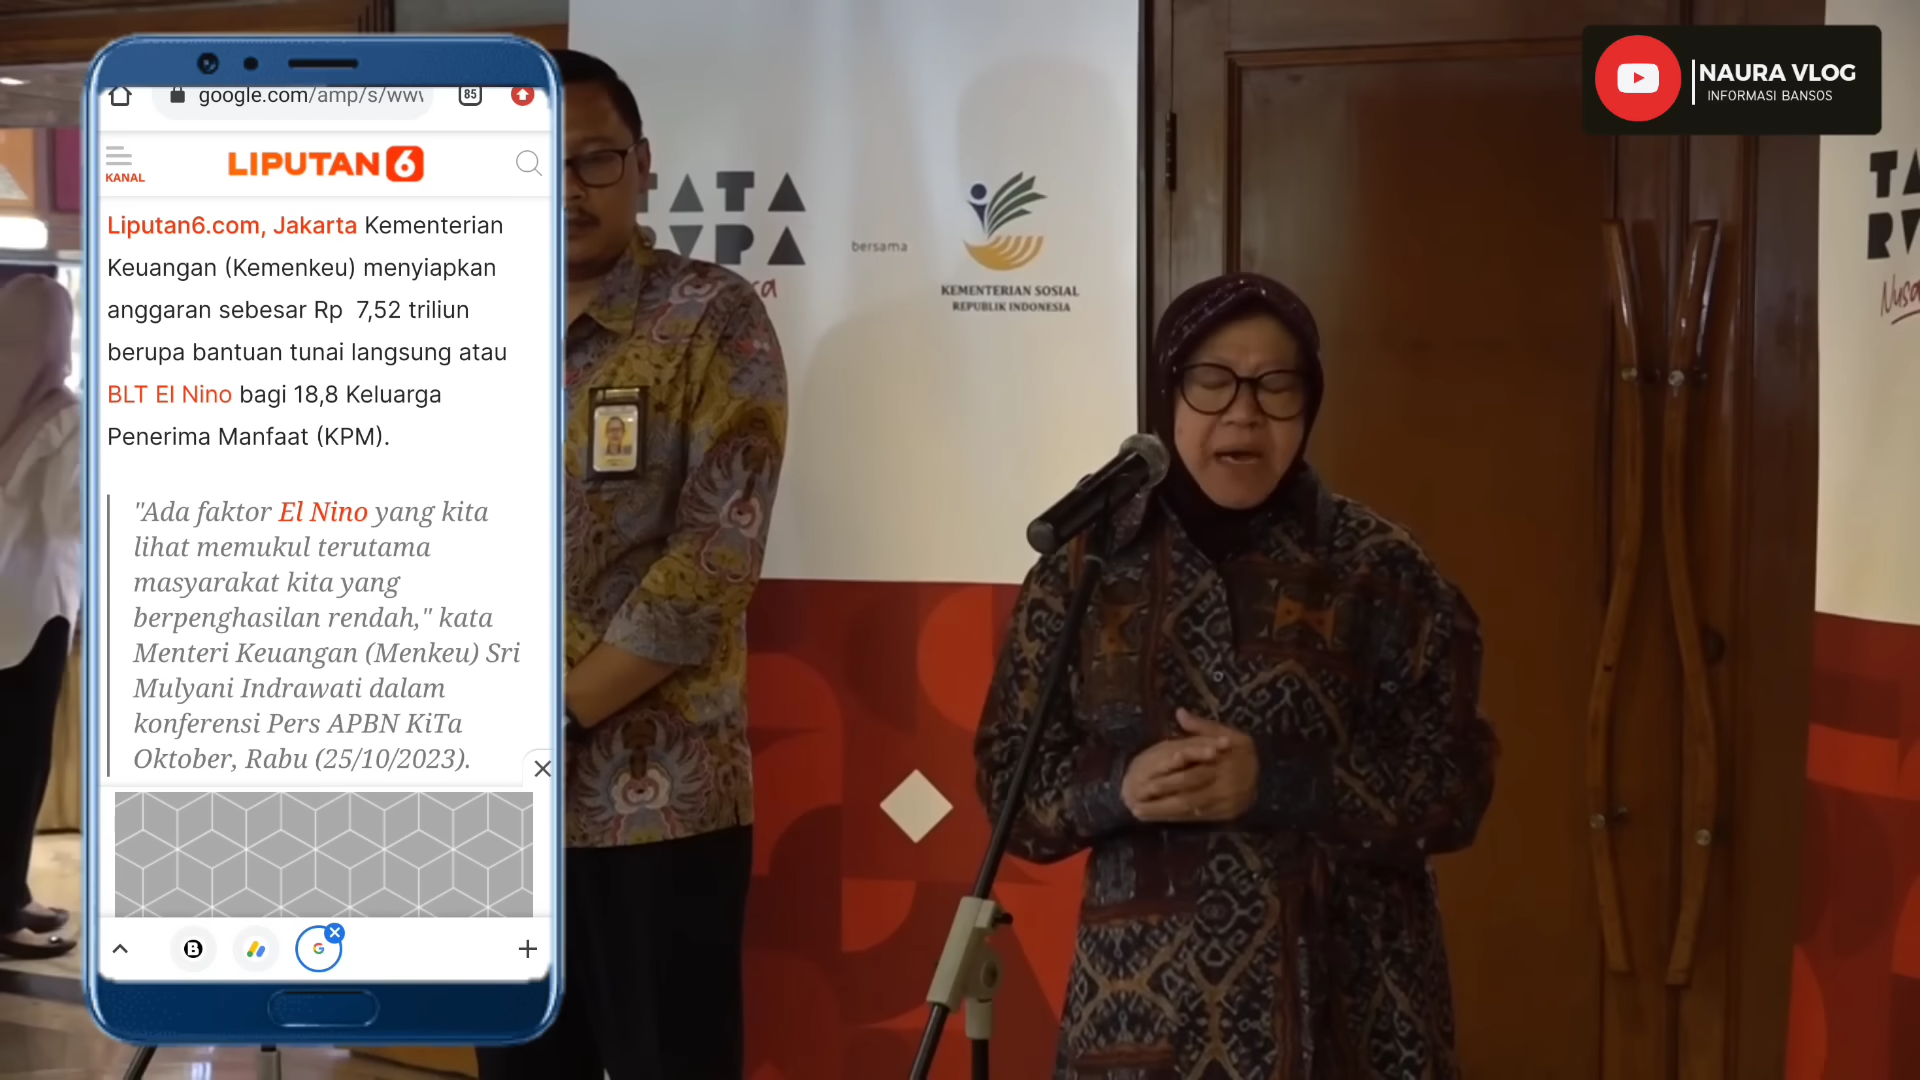 google.com/amp/s/www
85
KANAL
LIPUTAN 6
Liputan6.com, Jakarta Kementerian
Keuangan (Kemenkeu) menyiapkan
anggaran sebesar Rp 7,52 triliun
berupa bantuan tunai langsung atau
BLT El Nino bagi 18,8 Keluarga
Penerima Manfaat (KPM).
"Ada faktor El Nino yang kita
lihat memukul terutama
masyarakat kita yang
berpenghasilan rendah," kata
Menteri Keuangan (Menkeu) Sri
Mulyani Indrawati dalam
konferensi Pers APBN KiTa
Oktober, Rabu (25/10/2023).
TATA
bersama
KEMENTERIAN SOSIAL
REPUBLIK INDONESIA
NAURA VLOG
INFORMASI BANSOS